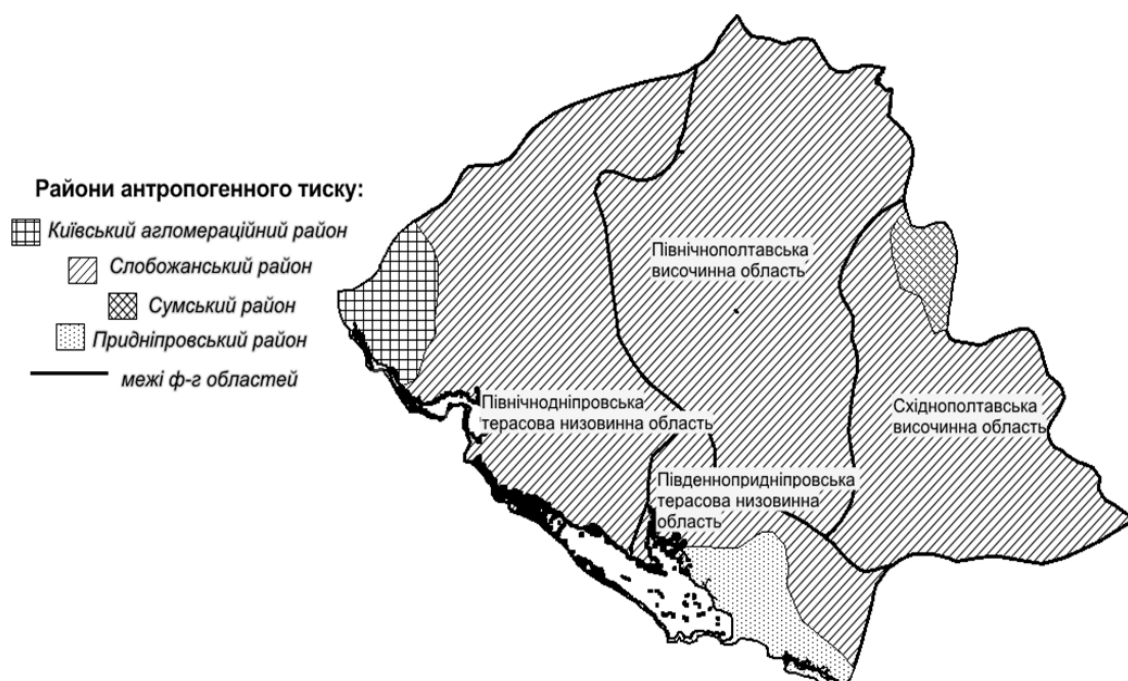 Райони антропогенного тиску:
Київський агломераційний район
Слобожанський район
Сумський район
Придніпровський район
межі ф-г областей
Північнополтавська
височинна область
Північнодніпровська
терасова низовинна область
Східнополтавська
височинна область
Південнопридніпровська
терасова низовинна
область